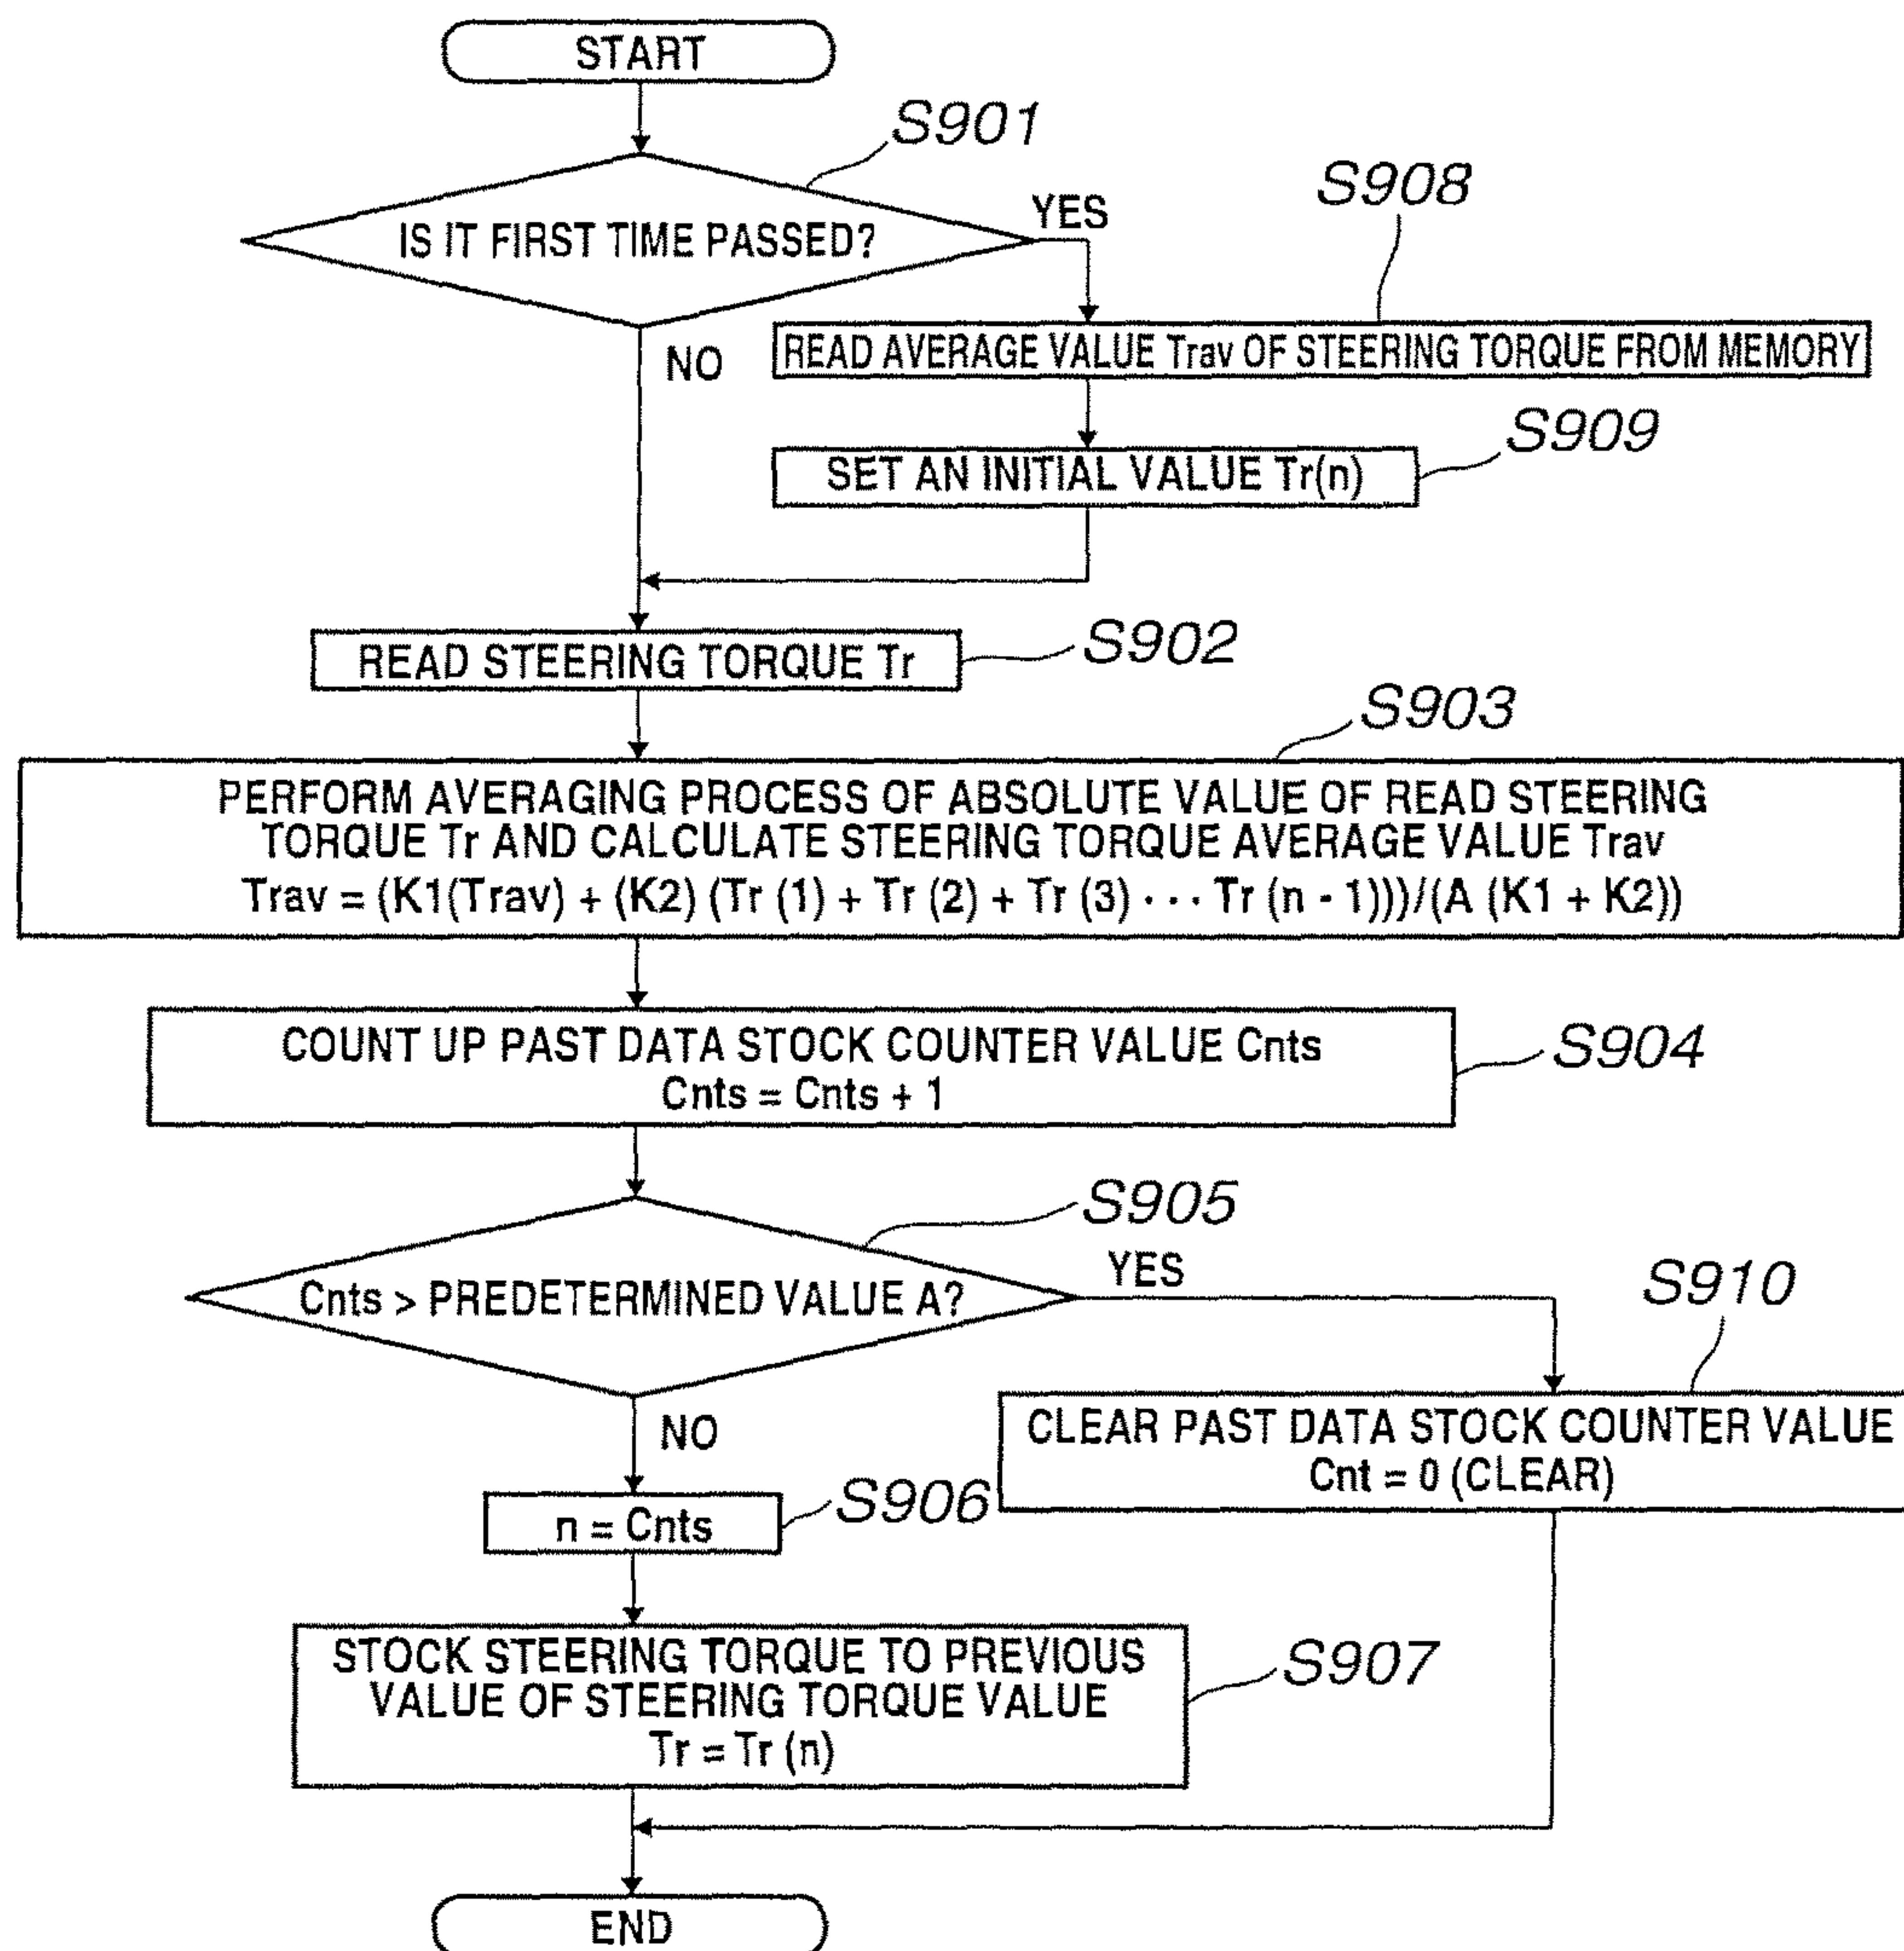 START
S901
IS IT FIRST TIME PASSED?
YES
S908
NO
READ AVERAGE VALUE Trav OF STEERING TORQUE FROM MEMORY
S909
SET AN INITIAL VALUE Tr(n)
READ STEERING TORQUE Tr
S902
S903
PERFORM AVERAGING PROCESS OF ABSOLUTE VALUE OF READ STEERING
TORQUE Tr AND CALCULATE STEERING TORQUE AVERAGE VALUE Trav
Trav = (K1(Trav) + (K2) (Tr (1) + Tr (2) + Tr (3) · · · Tr (n - 1)))/(A (K1 + K2))
COUNT UP PAST DATA STOCK COUNTER VALUE Cnts
Cnts = Cnts + 1
S904
S905
Cnts > PREDETERMINED VALUE A?
YES
S910
NO
CLEAR PAST DATA STOCK COUNTER VALUE
Cnt = 0 (CLEAR)
n = Cnts
S906
STOCK STEERING TORQUE TO PREVIOUS
VALUE OF STEERING TORQUE VALUE
Tr = Tr (n)
S907
END